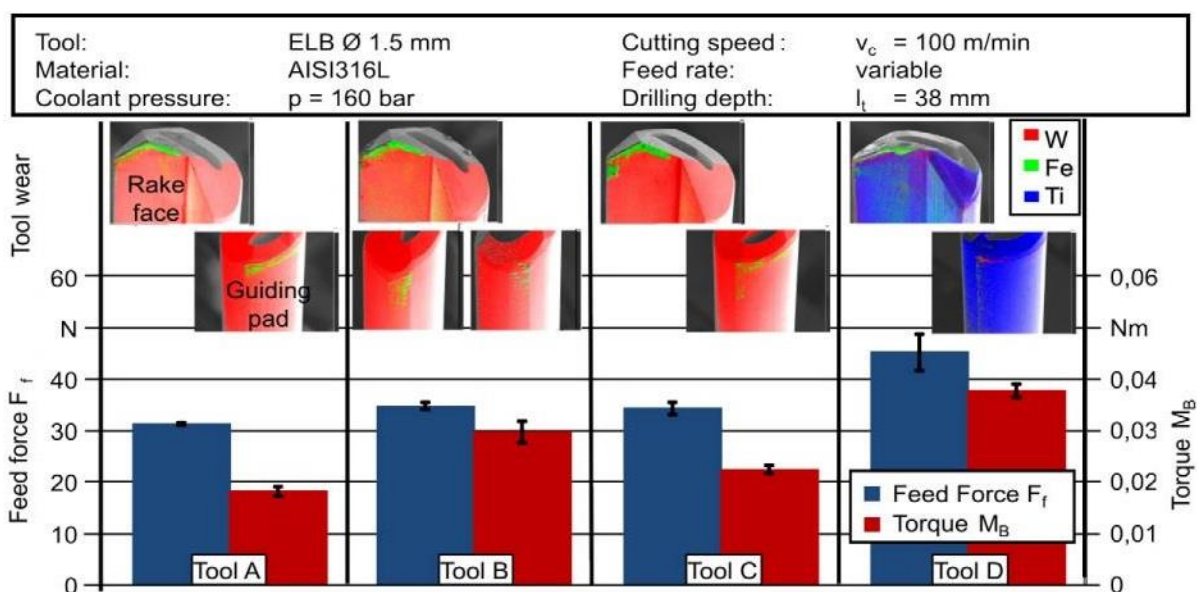 Tool: ELB Ø 1.5 mm Cutting speed : v_c = 100 m/min
Material: AISI316L Feed rate: variable
Coolant pressure: p = 160 bar Drilling depth: l_t = 38 mm
Tool wear
Rake
face
Guiding
pad
W
Fe
Ti
Feed force F_f
60
N
40
30
20
10
0
0,06
Nm
0,04
0,03
0,02
0,01
0
Torque M_B
Feed Force F_f
Torque M_B
Tool A
Tool B
Tool C
Tool D